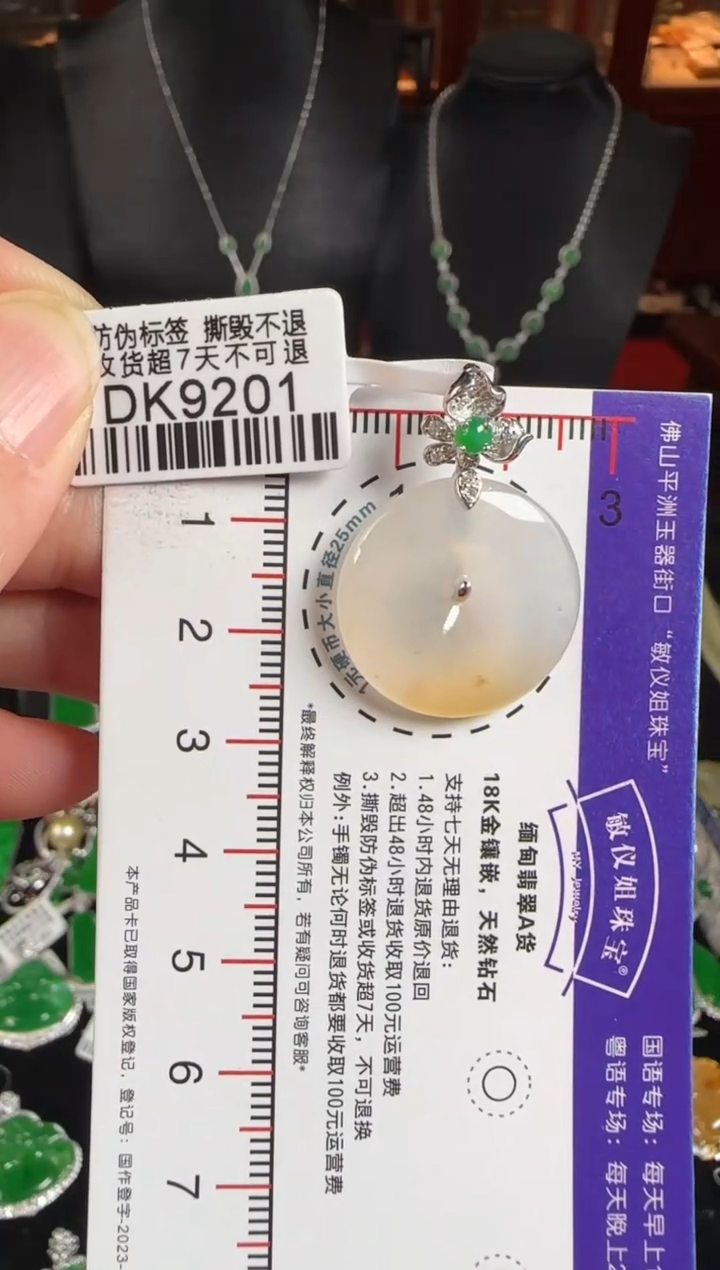 防伪标签 撕毁不退
收货超7天不可退
DK9201
3
1
2
3
4
5
6
7
1元硬币大小直径25mm
佛山平洲玉器街口“敏仪姐珠宝”
敏仪姐珠宝®
MY Jewelry
国语专场：每天早上
粤语专场：每天晚上
缅甸翡翠A货
18K金镶嵌，天然钻石
支持七天无理由退货：
1.48小时内退货原价退回
2.超出48小时退货收取100元运营费
3.撕毁防伪标签或收货超7天，不可退换
例外：手镯无论何时退货都要收取100元运营费
*最终解释权归本公司所有，若有疑问可咨询客服*
本产品卡已取得国家版权登记，登记号：国作登字-2023-